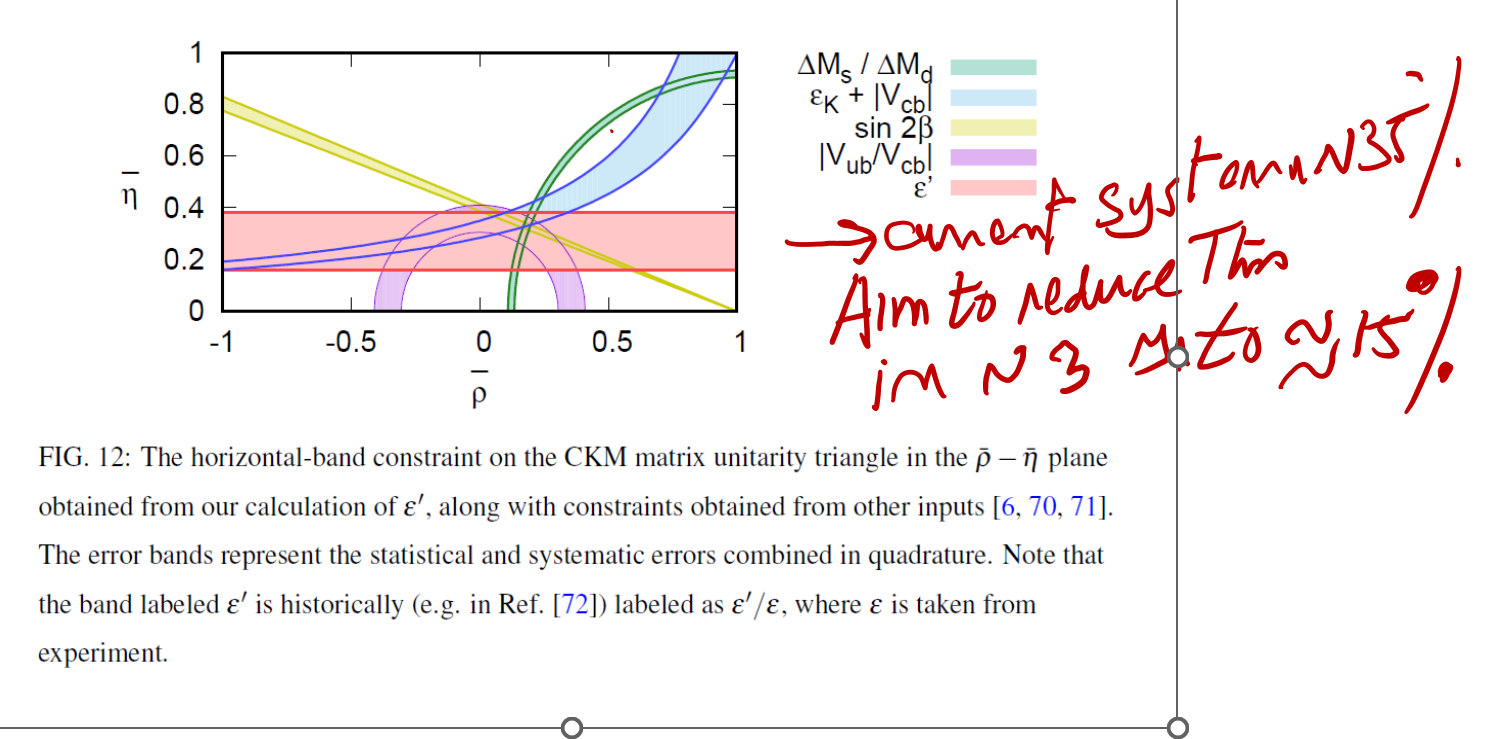 1
0.8
0.6
0.4
0.2
0
η̄
-1 -0.5 0 0.5 1
ρ̄
ΔMₛ / ΔM_d
ε_K + |V_cb|
sin 2β
|V_ub/V_cb|
ε'
→ current system ~35%.
Aim to reduce This
in ~ 3 to ≈ 15%.
FIG. 12: The horizontal-band constraint on the CKM matrix unitarity triangle in the ρ̄ − η̄ plane
obtained from our calculation of ε′, along with constraints obtained from other inputs [6, 70, 71].
The error bands represent the statistical and systematic errors combined in quadrature. Note that
the band labeled ε′ is historically (e.g. in Ref. [72]) labeled as ε′/ε, where ε is taken from
experiment.